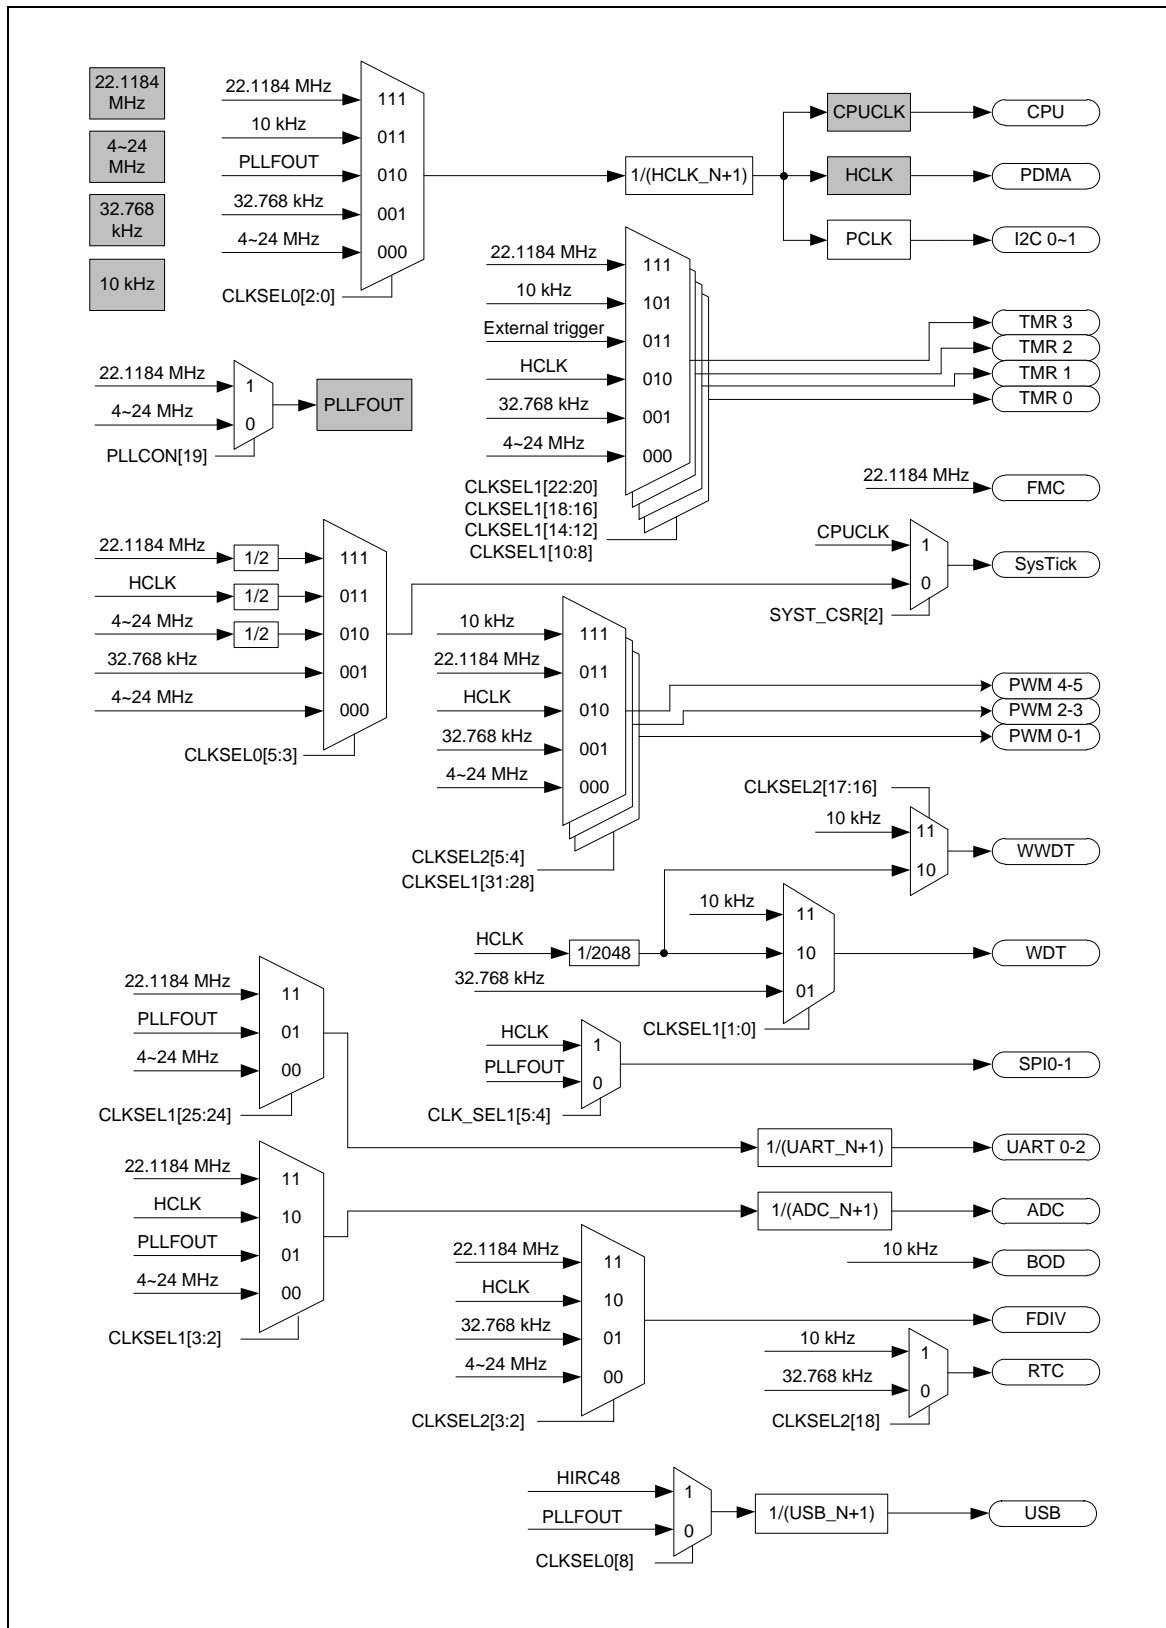 22.1184
MHz
4~24
MHz
32.768
kHz
10 kHz
22.1184 MHz
111
10 kHz
011
PLLFOUT
010
32.768 kHz
001
4~24 MHz
000
CLKSEL0[2:0]
1/(HCLK_N+1)
CPUCLK
CPU
HCLK
PDMA
PCLK
I2C 0~1
22.1184 MHz
111
10 kHz
101
External trigger
011
HCLK
010
32.768 kHz
001
4~24 MHz
000
CLKSEL1[22:20]
CLKSEL1[18:16]
CLKSEL1[14:12]
CLKSEL1[10:8]
TMR 3
TMR 2
TMR 1
TMR 0
22.1184 MHz
1
4~24 MHz
0
PLLFOUT
PLLCON[19]
22.1184 MHz
FMC
22.1184 MHz
1/2
111
HCLK
1/2
011
4~24 MHz
1/2
010
32.768 kHz
001
4~24 MHz
000
CLKSEL0[5:3]
CPUCLK
1
0
SYST_CSR[2]
SysTick
10 kHz
111
22.1184 MHz
011
HCLK
010
32.768 kHz
001
4~24 MHz
000
CLKSEL2[5:4]
CLKSEL1[31:28]
PWM 4-5
PWM 2-3
PWM 0-1
CLKSEL2[17:16]
10 kHz
11
10
WWDT
10 kHz
11
HCLK
1/2048
10
32.768 kHz
01
CLKSEL1[1:0]
WDT
22.1184 MHz
11
PLLFOUT
01
4~24 MHz
00
CLKSEL1[25:24]
HCLK
1
PLLFOUT
0
CLK_SEL1[5:4]
SPI0-1
1/(UART_N+1)
UART 0-2
22.1184 MHz
11
HCLK
10
PLLFOUT
01
4~24 MHz
00
CLKSEL1[3:2]
1/(ADC_N+1)
ADC
10 kHz
BOD
22.1184 MHz
11
HCLK
10
32.768 kHz
01
4~24 MHz
00
CLKSEL2[3:2]
FDIV
10 kHz
1
32.768 kHz
0
CLKSEL2[18]
RTC
HIRC48
1
PLLFOUT
0
CLKSEL0[8]
1/(USB_N+1)
USB